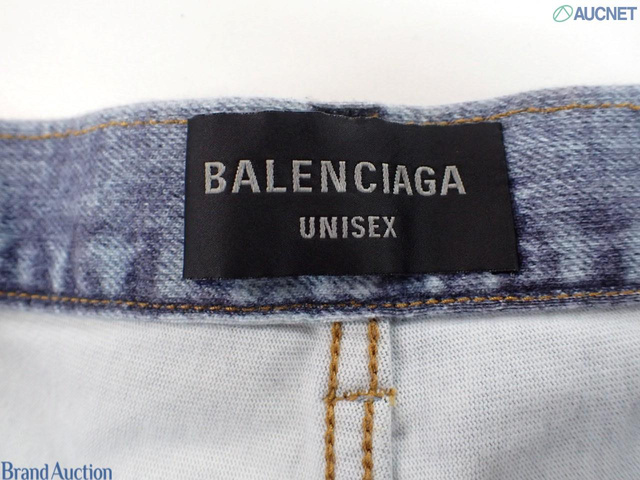 AUCNET
BALENCIAGA
UNISEX
Brand Auction